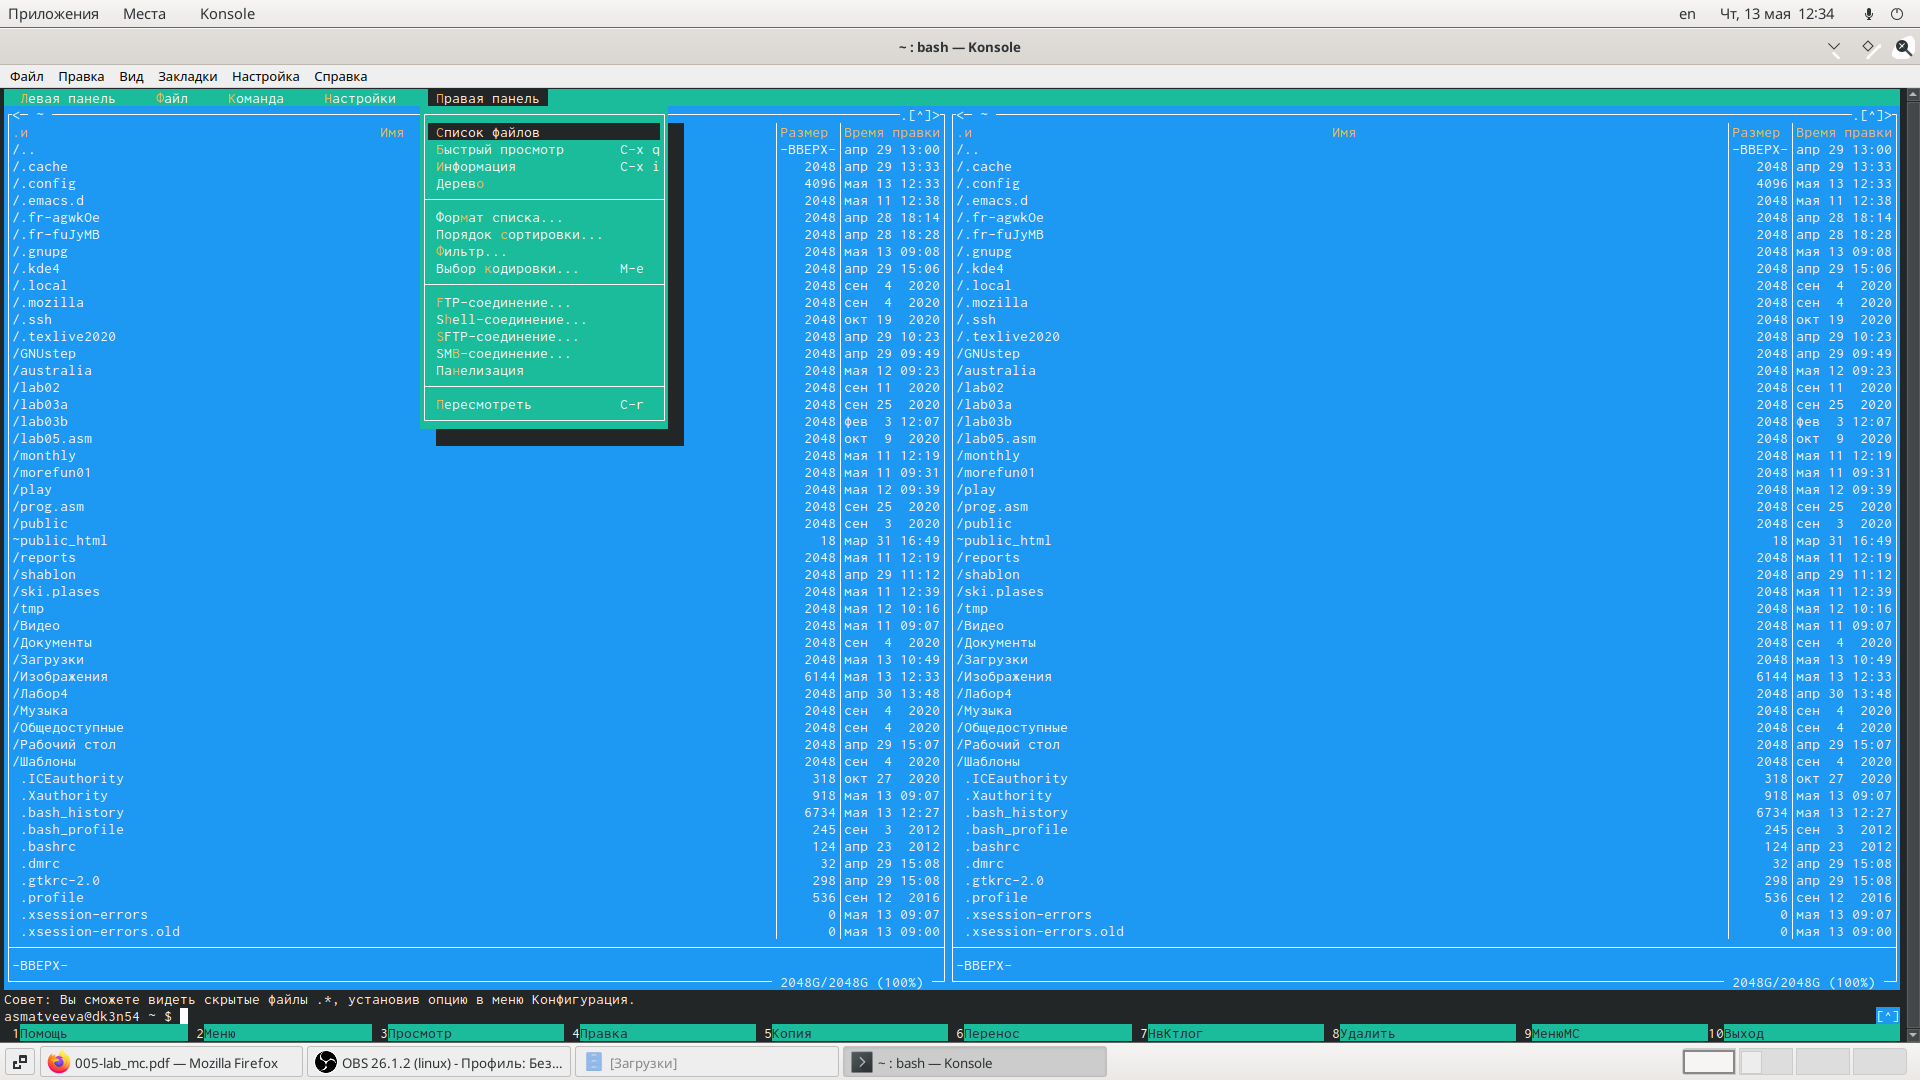 Приложения Места Konsole en Чт, 13 мая 12:34
~ : bash — Konsole
Файл Правка Вид Закладки Настройка Справка
Левая панель Файл Команда Настройки Правая панель
<─ ~ .[^]> <─ ~ .[^]>
.и Имя Список файлов Размер Время правки .и Имя Размер Время правки
/.. Быстрый просмотр C-x q -ВВЕРХ- апр 29 13:00 /.. -ВВЕРХ- апр 29 13:00
/.cache Информация C-x i 2048 апр 29 13:33 /.cache 2048 апр 29 13:33
/.config Дерево 4096 мая 13 12:33 /.config 4096 мая 13 12:33
/.emacs.d 2048 мая 11 12:38 /.emacs.d 2048 мая 11 12:38
/.fr-agwkOe Формат списка... 2048 апр 28 18:14 /.fr-agwkOe 2048 апр 28 18:14
/.fr-fuJyMB Порядок сортировки... 2048 апр 28 18:28 /.fr-fuJyMB 2048 апр 28 18:28
/.gnupg Фильтр... 2048 мая 13 09:08 /.gnupg 2048 мая 13 09:08
/.kde4 Выбор кодировки... M-e 2048 апр 29 15:06 /.kde4 2048 апр 29 15:06
/.local 2048 сен 4 2020 /.local 2048 сен 4 2020
/.mozilla FTP-соединение... 2048 сен 4 2020 /.mozilla 2048 сен 4 2020
/.ssh Shell-соединение... 2048 окт 19 2020 /.ssh 2048 окт 19 2020
/.texlive2020 SFTP-соединение... 2048 апр 29 10:23 /.texlive2020 2048 апр 29 10:23
/GNUstep SMB-соединение... 2048 апр 29 09:49 /GNUstep 2048 апр 29 09:49
/australia Панелизация 2048 мая 12 09:23 /australia 2048 мая 12 09:23
/lab02 2048 сен 11 2020 /lab02 2048 сен 11 2020
/lab03a Пересмотреть C-r 2048 сен 25 2020 /lab03a 2048 сен 25 2020
/lab03b 2048 фев 3 12:07 /lab03b 2048 фев 3 12:07
/lab05.asm 2048 окт 9 2020 /lab05.asm 2048 окт 9 2020
/monthly 2048 мая 11 12:19 /monthly 2048 мая 11 12:19
/morefun01 2048 мая 11 09:31 /morefun01 2048 мая 11 09:31
/play 2048 мая 12 09:39 /play 2048 мая 12 09:39
/prog.asm 2048 сен 25 2020 /prog.asm 2048 сен 25 2020
/public 2048 сен 3 2020 /public 2048 сен 3 2020
~public_html 18 мар 31 16:49 ~public_html 18 мар 31 16:49
/reports 2048 мая 11 12:19 /reports 2048 мая 11 12:19
/shablon 2048 апр 29 11:12 /shablon 2048 апр 29 11:12
/ski.plases 2048 мая 11 12:39 /ski.plases 2048 мая 11 12:39
/tmp 2048 мая 12 10:16 /tmp 2048 мая 12 10:16
/Видео 2048 мая 11 09:07 /Видео 2048 мая 11 09:07
/Документы 2048 сен 4 2020 /Документы 2048 сен 4 2020
/Загрузки 2048 мая 13 10:49 /Загрузки 2048 мая 13 10:49
/Изображения 6144 мая 13 12:33 /Изображения 6144 мая 13 12:33
/Лабор4 2048 апр 30 13:48 /Лабор4 2048 апр 30 13:48
/Музыка 2048 сен 4 2020 /Музыка 2048 сен 4 2020
/Общедоступные 2048 сен 4 2020 /Общедоступные 2048 сен 4 2020
/Рабочий стол 2048 апр 29 15:07 /Рабочий стол 2048 апр 29 15:07
/Шаблоны 2048 сен 4 2020 /Шаблоны 2048 сен 4 2020
.ICEauthority 318 окт 27 2020 .ICEauthority 318 окт 27 2020
.Xauthority 918 мая 13 09:07 .Xauthority 918 мая 13 09:07
.bash_history 6734 мая 13 12:27 .bash_history 6734 мая 13 12:27
.bash_profile 245 сен 3 2012 .bash_profile 245 сен 3 2012
.bashrc 124 апр 23 2012 .bashrc 124 апр 23 2012
.dmrc 32 апр 29 15:08 .dmrc 32 апр 29 15:08
.gtkrc-2.0 298 апр 29 15:08 .gtkrc-2.0 298 апр 29 15:08
.profile 536 сен 12 2016 .profile 536 сен 12 2016
.xsession-errors 0 мая 13 09:07 .xsession-errors 0 мая 13 09:07
.xsession-errors.old 0 мая 13 09:00 .xsession-errors.old 0 мая 13 09:00
-ВВЕРХ- -ВВЕРХ-
2048G/2048G (100%) 2048G/2048G (100%)
Совет: Вы сможете видеть скрытые файлы .*, установив опцию в меню Конфигурация.
asmatveeva@dk3n54 ~ $ [^]
1Помощь 2Меню 3Просмотр 4Правка 5Копия 6Перенос 7НвКтлог 8Удалить 9МенюМС 10Выход
005-lab_mc.pdf — Mozilla Firefox OBS 26.1.2 (linux) - Профиль: Без... [Загрузки] ~ : bash — Konsole